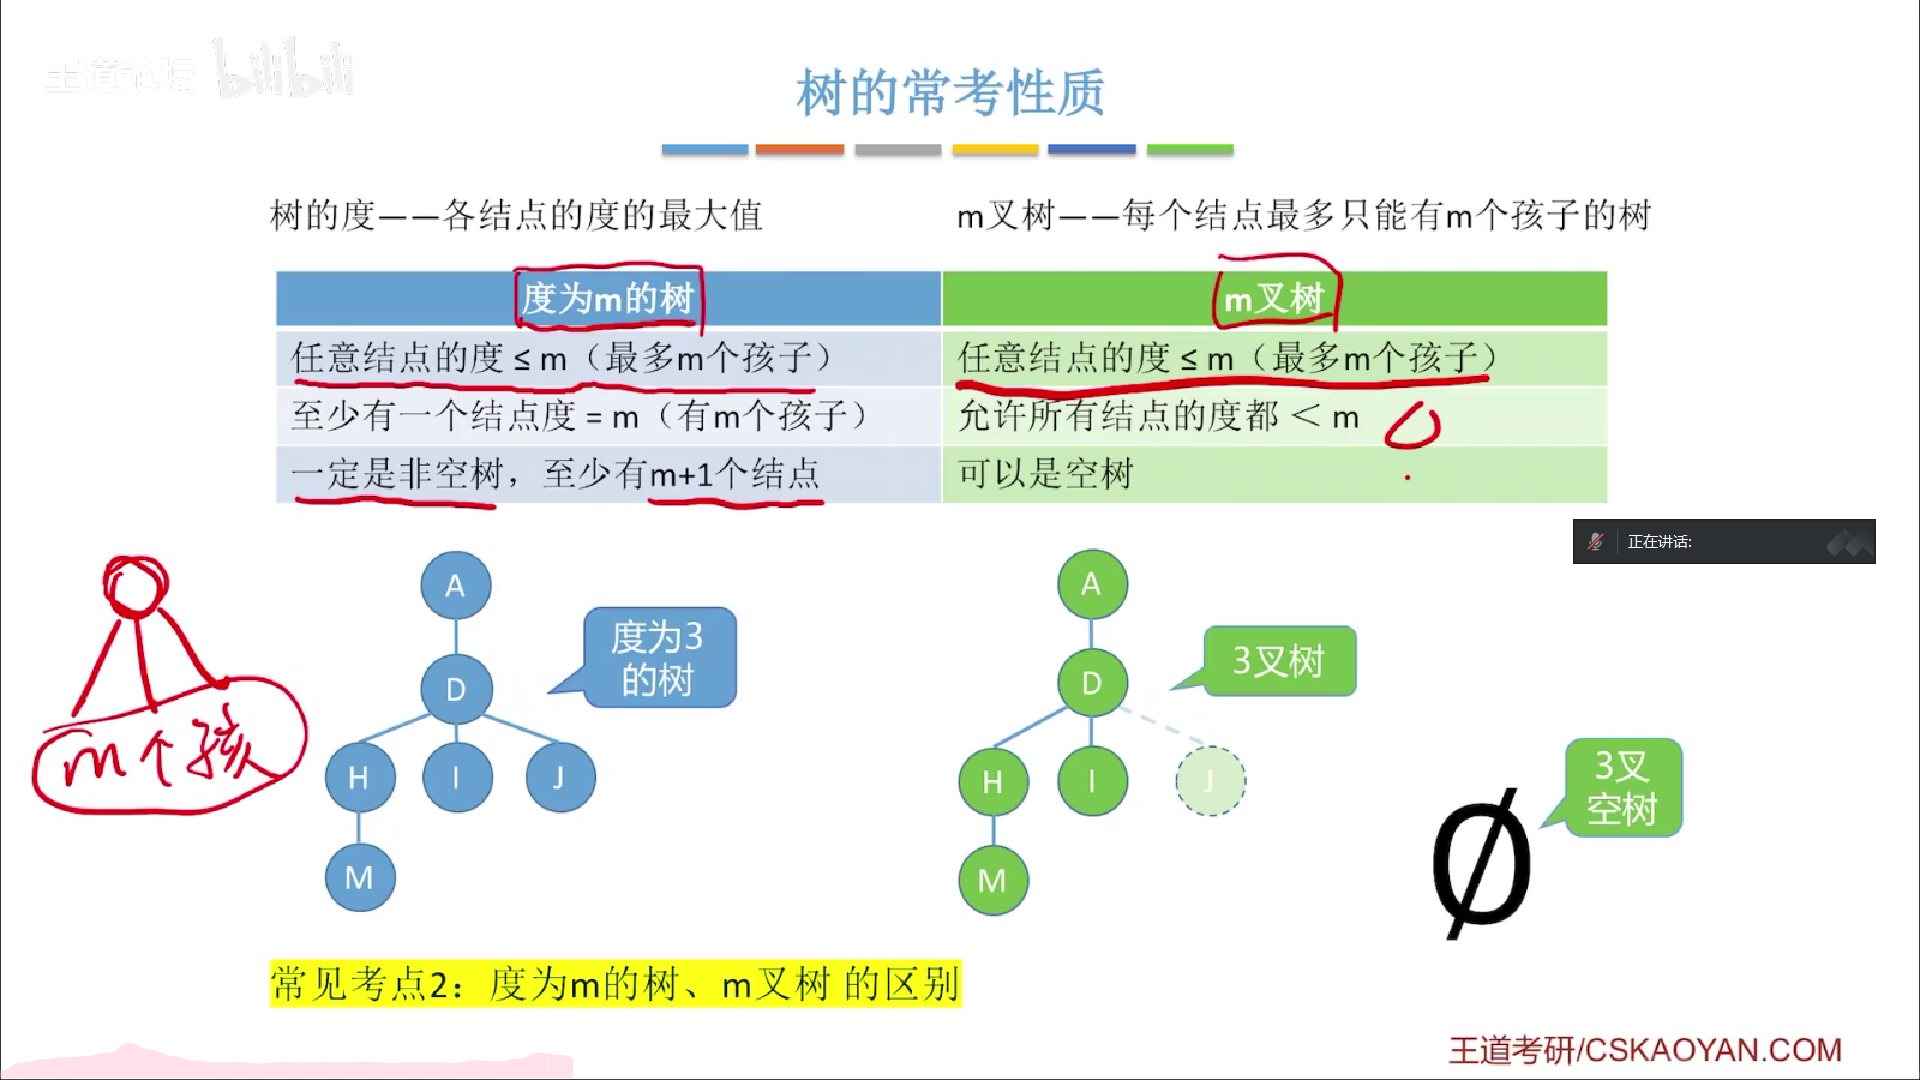 王道论坛 bilibili
树的常考性质
树的度——各结点的度的最大值
m叉树——每个结点最多只能有m个孩子的树
度为m的树
m叉树
任意结点的度 ≤ m（最多m个孩子）
任意结点的度 ≤ m（最多m个孩子）
至少有一个结点度 = m（有m个孩子）
允许所有结点的度都 ＜ m
一定是非空树，至少有m+1个结点
可以是空树
正在讲话:
A
D
H
I
J
M
度为3
的树
m个孩
A
D
H
I
J
M
3叉树
Ø
3叉
空树
常见考点2：度为m的树、m叉树 的区别
王道考研/CSKAOYAN.COM